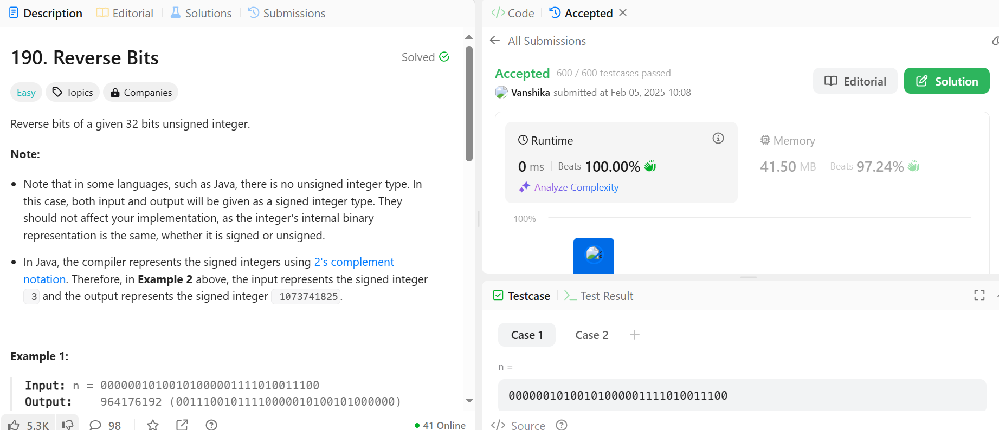 Description
Editorial
Solutions
Submissions
190. Reverse Bits
Solved
Easy
Topics
Companies
Reverse bits of a given 32 bits unsigned integer.
Note:
Note that in some languages, such as Java, there is no unsigned integer type. In
this case, both input and output will be given as a signed integer type. They
should not affect your implementation, as the integer's internal binary
representation is the same, whether it is signed or unsigned.
In Java, the compiler represents the signed integers using 2's complement
notation. Therefore, in Example 2 above, the input represents the signed integer
-3 and the output represents the signed integer -1073741825.
Example 1:
Input: n = 00000010100101000001111010011100
Output: 964176192 (00111001011110000010100101000000)
5.3K
98
41 Online
Code
Accepted
All Submissions
Accepted 600 / 600 testcases passed
Vanshika submitted at Feb 05, 2025 10:08
Editorial
Solution
Runtime
0 ms Beats 100.00%
Analyze Complexity
Memory
41.50 MB Beats 97.24%
100%
Testcase
Test Result
Case 1
Case 2
n =
00000010100101000001111010011100
Source